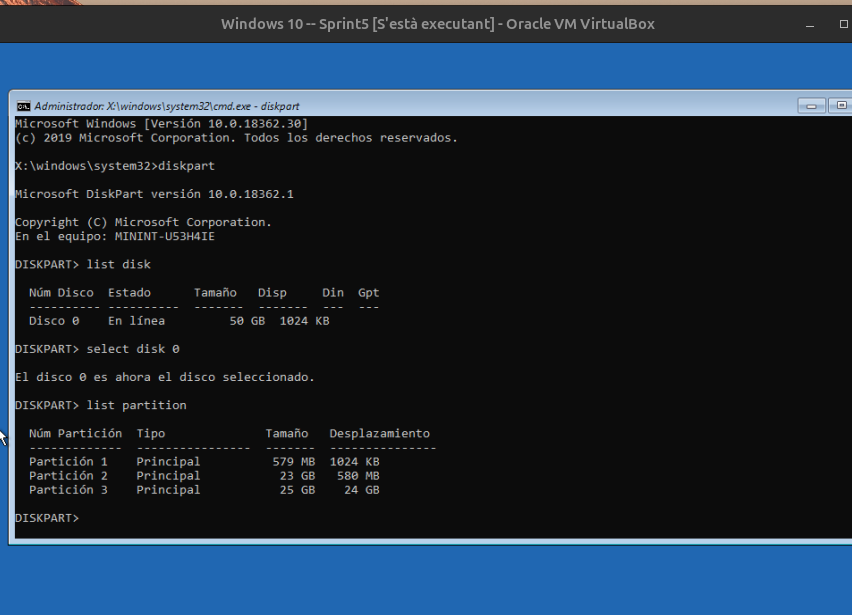 Windows 10 -- Sprint5 [S'està executant] - Oracle VM VirtualBox
Administrador: X:\windows\system32\cmd.exe - diskpart
Microsoft Windows [Versión 10.0.18362.30]
(c) 2019 Microsoft Corporation. Todos los derechos reservados.
X:\windows\system32>diskpart
Microsoft DiskPart versión 10.0.18362.1
Copyright (C) Microsoft Corporation.
En el equipo: MININT-U53H4IE
DISKPART> list disk
Núm Disco  Estado      Tamaño   Disp     Din  Gpt
---------- ----------  -------  -------  ---  ---
Disco 0    En línea         50 GB  1024 KB
DISKPART> select disk 0
El disco 0 es ahora el disco seleccionado.
DISKPART> list partition
Núm Partición  Tipo              Tamaño   Desplazamiento
-------------  ----------------  -------  ---------------
Partición 1    Principal          579 MB  1024 KB
Partición 2    Principal           23 GB   580 MB
Partición 3    Principal           25 GB    24 GB
DISKPART>